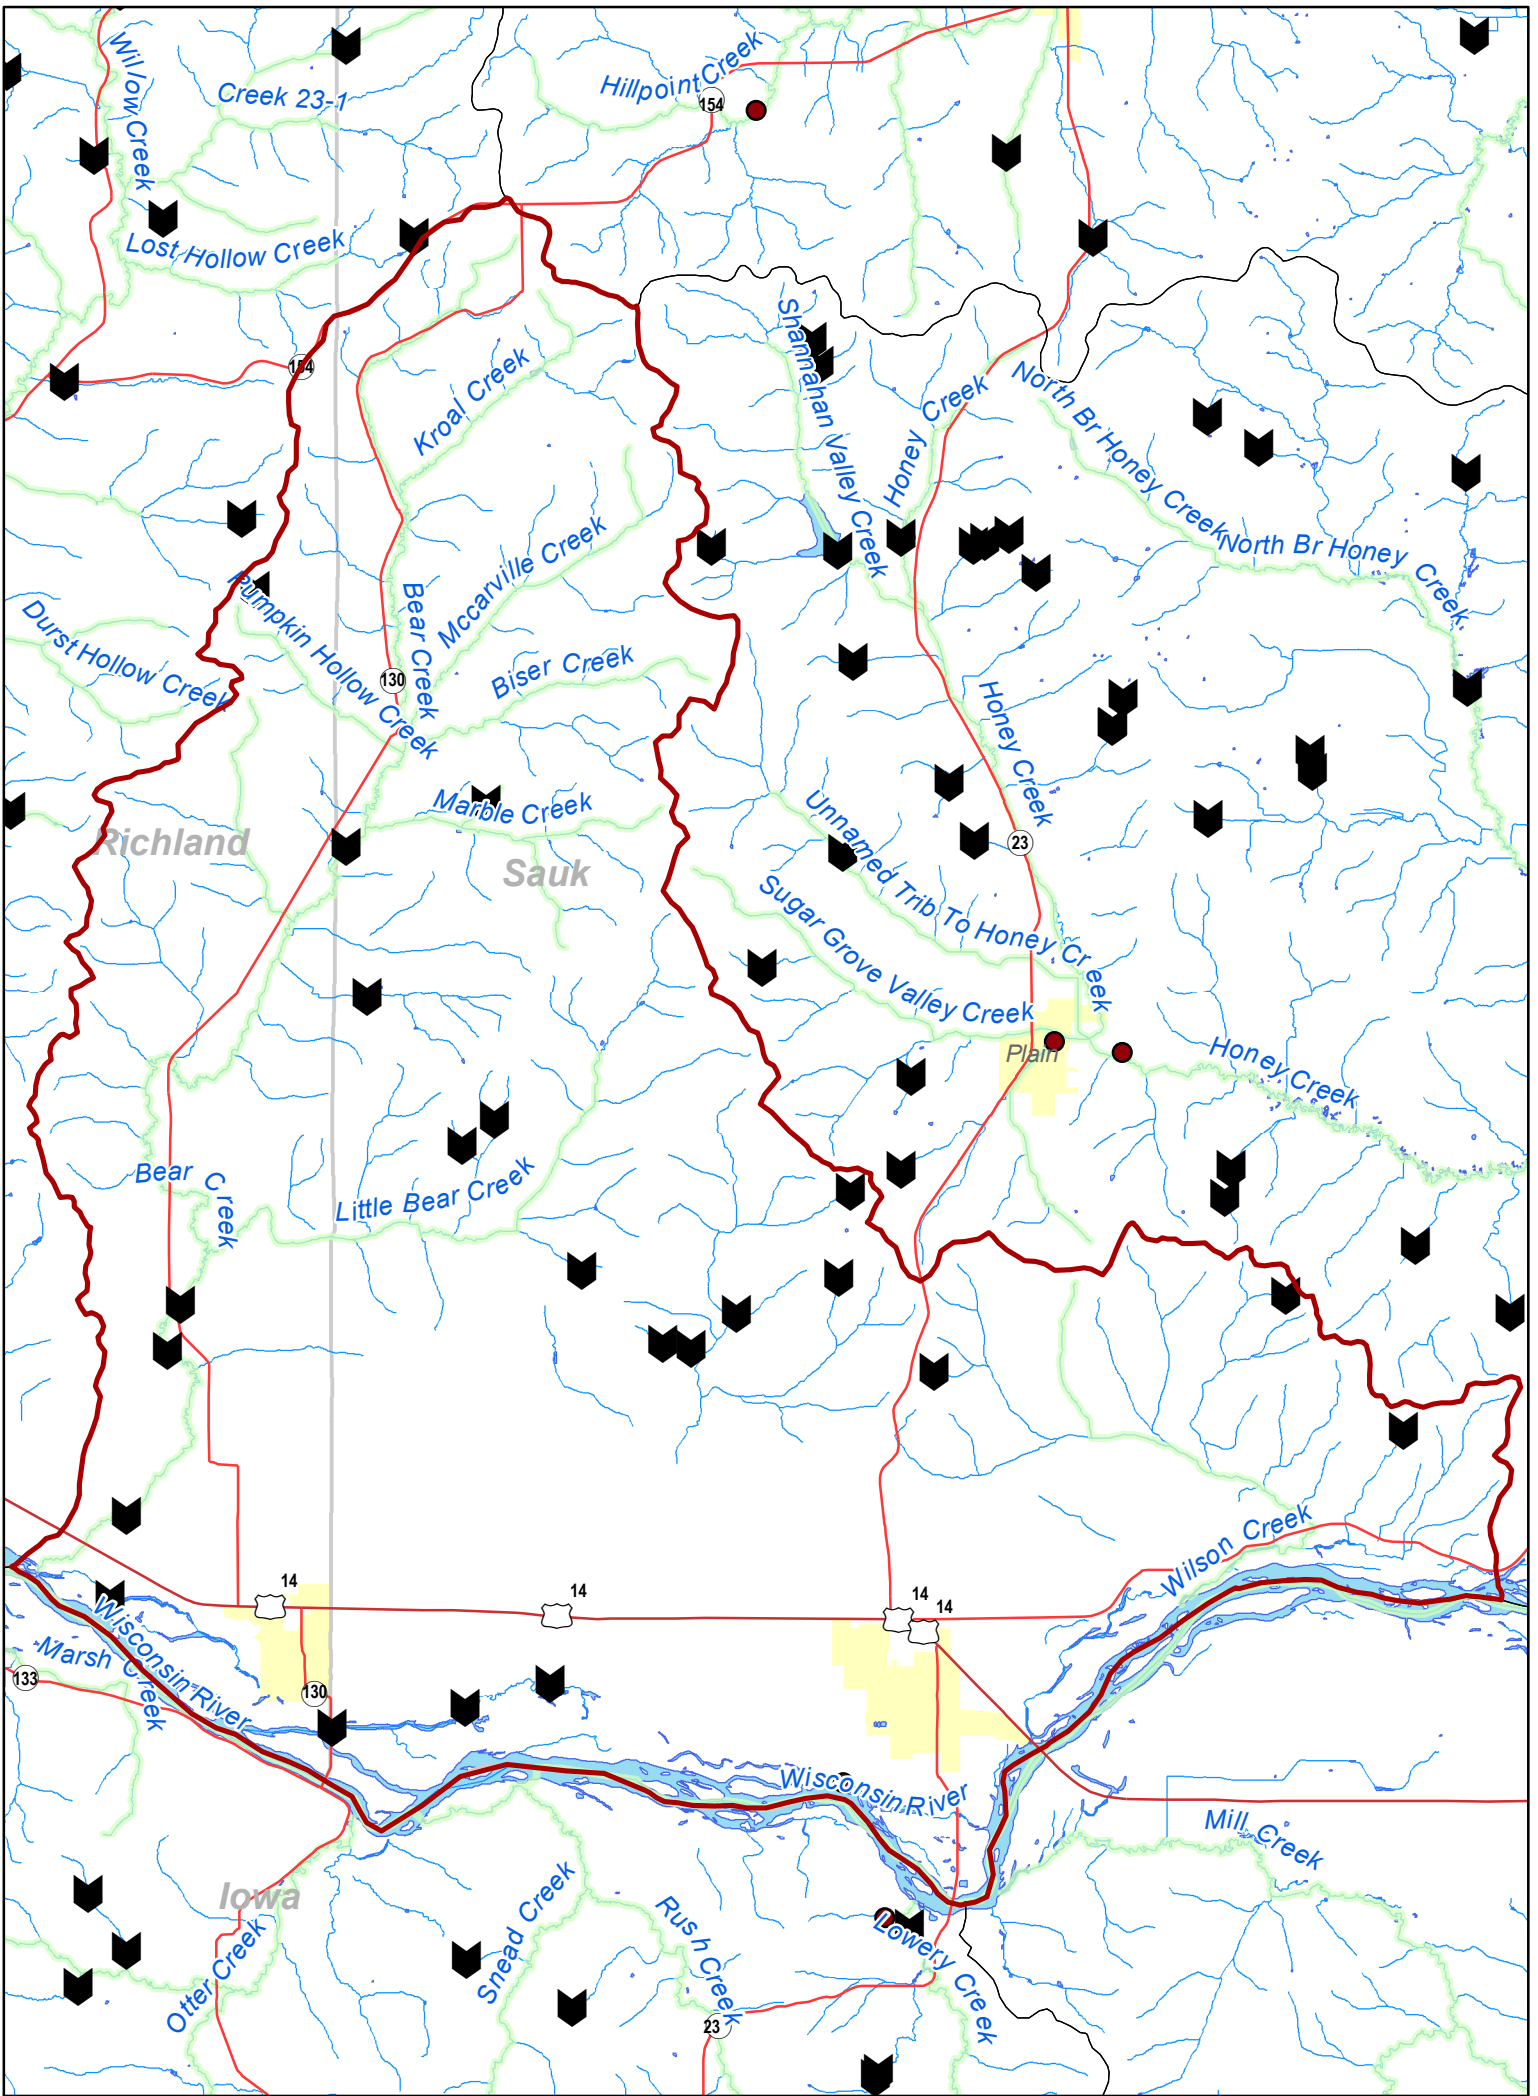 Willow Creek
Creek 23-1
Hillpoint Creek
154
Lost Hollow Creek
154
Kroal Creek
Shannahan Valley Creek
Honey Creek
North Br Honey Creek
North Br Honey Creek
Mccarville Creek
Bear Creek
Pumpkin Hollow Creek
Durst Hollow Creek
130
Biser Creek
Honey Creek
Marble Creek
Richland
Sauk
Unnamed Trib To Honey Creek
23
Sugar Grove Valley Creek
Plain
Honey Creek
Bear Creek
Little Bear Creek
Wilson Creek
14
14
14
14
Wisconsin River
Marsh Creek
133
130
Wisconsin River
Mill Creek
Iowa
Otter Creek
Snead Creek
Rush Creek
Lowery Creek
23